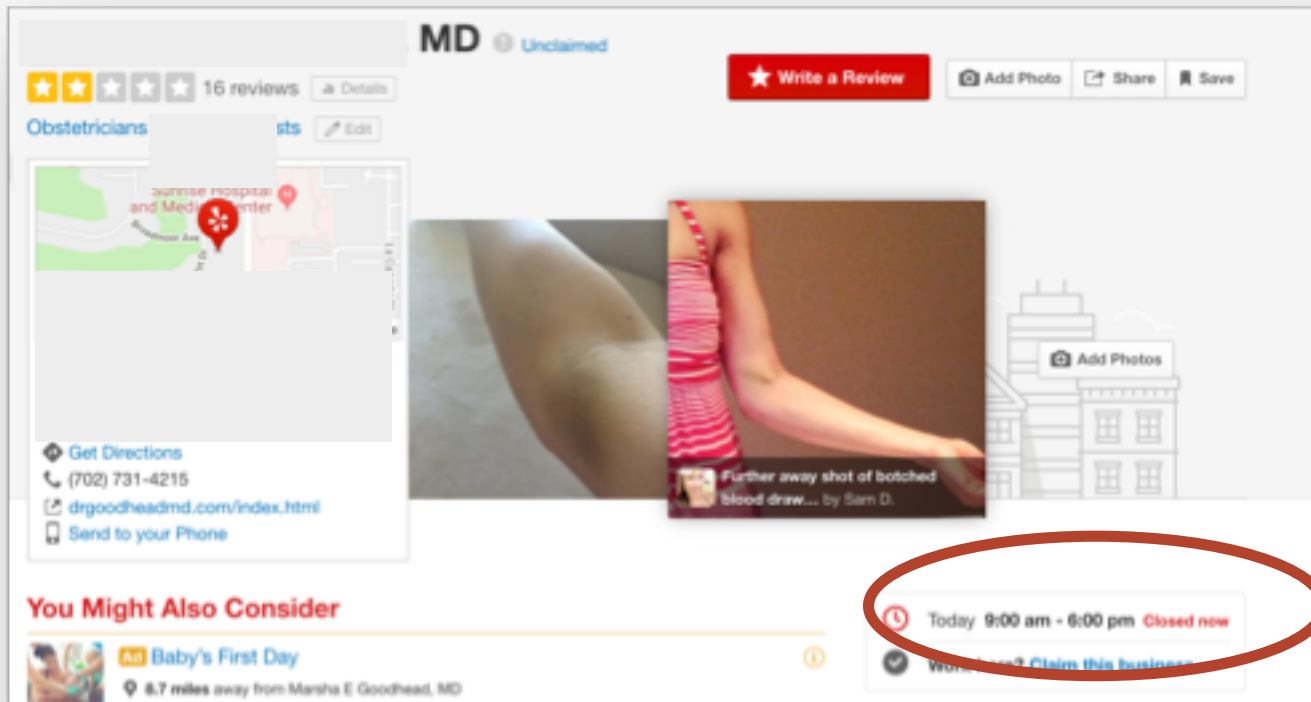 MD Unclaimed
16 reviews Details
Write a Review
Add Photo Share Save
Obstetricians sts Edit
Sunrise Hospital
and Medical Center
Broadmoor Ave
Get Directions
(702) 731-4215
drgoodheadmd.com/index.html
Send to your Phone
Further away shot of botched
blood draw... by Sam D.
Add Photos
You Might Also Consider
Ad Baby's First Day
8.7 miles away from Marsha E Goodhead, MD
Today 9:00 am - 6:00 pm Closed now
Work here? Claim this business